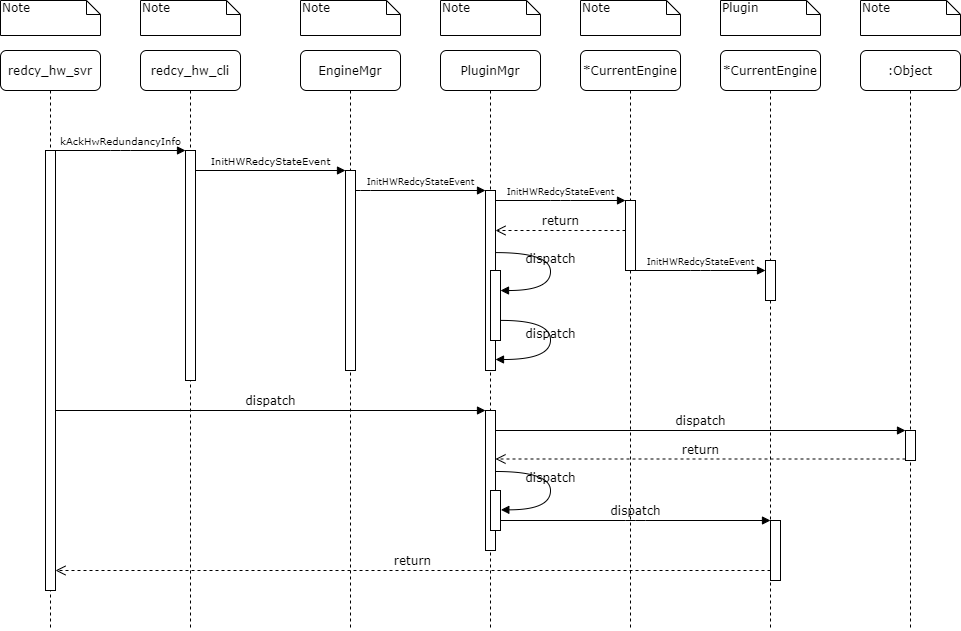 Note
Note
Note
Note
Note
Plugin
Note
redcy_hw_svr
redcy_hw_cli
EngineMgr
PluginMgr
*CurrentEngine
*CurrentEngine
:Object
kAckHwRedundancyInfo
InitHWRedcyStateEvent
InitHWRedcyStateEvent
InitHWRedcyStateEvent
return
dispatch
InitHWRedcyStateEvent
dispatch
dispatch
dispatch
return
dispatch
dispatch
return